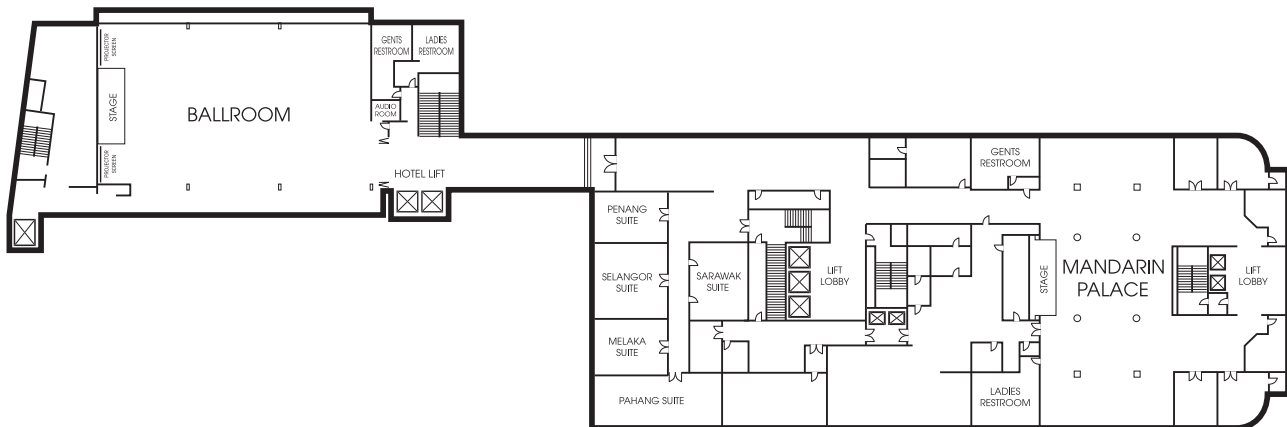 PROJECTOR
SCREEN
STAGE
PROJECTOR
SCREEN
BALLROOM
GENTS
RESTROOM
LADIES
RESTROOM
AUDIO
ROOM
HOTEL LIFT
PENANG
SUITE
SELANGOR
SUITE
MELAKA
SUITE
PAHANG SUITE
SARAWAK
SUITE
LIFT
LOBBY
GENTS
RESTROOM
STAGE
MANDARIN
PALACE
LADIES
RESTROOM
LIFT
LOBBY